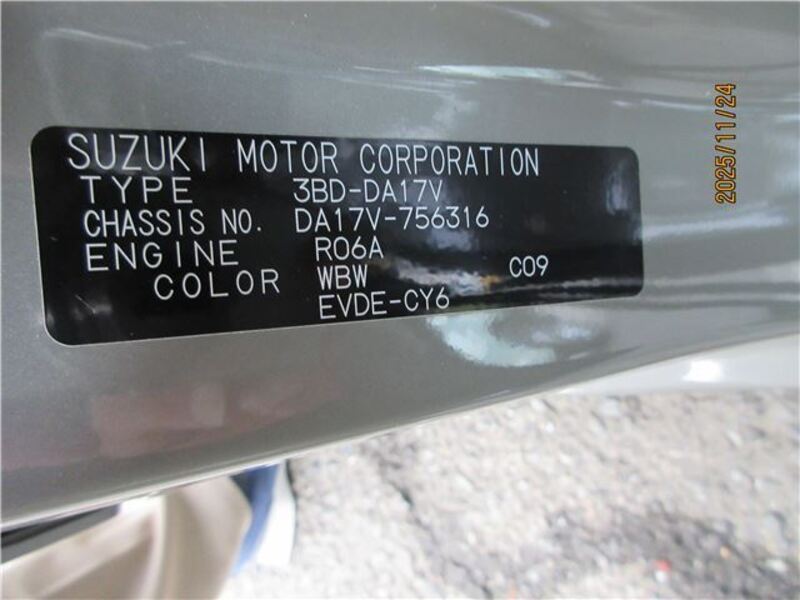 SUZUKI MOTOR CORPORATION
TYPE 3BD-DA17V
CHASSIS NO. DA17V-756316
ENGINE R06A
COLOR WBW C09
EVDE-CY6
2025/11/24